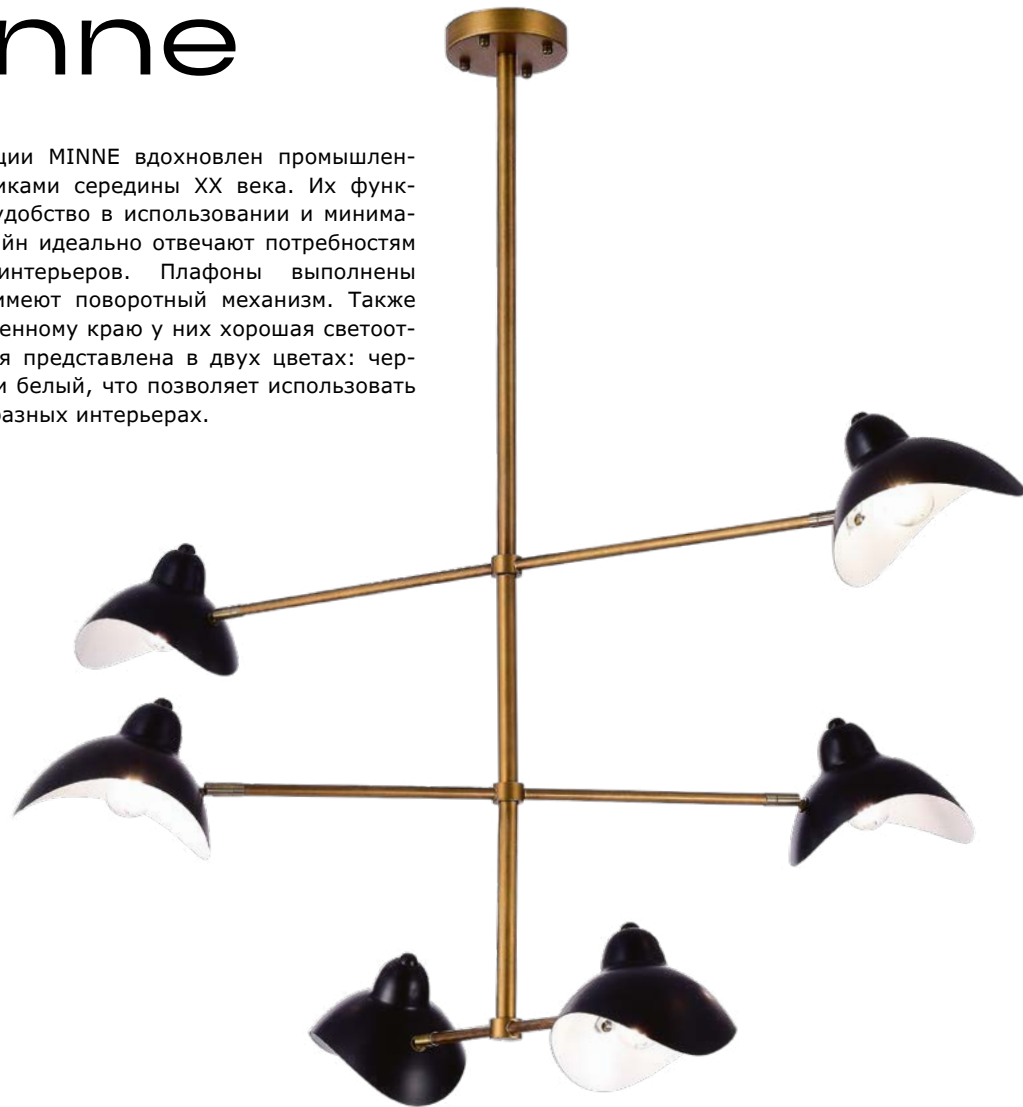 nne
ции MINNE вдохновлен промышлен-
иками середины XX века. Их функ-
удобство в использовании и минима-
йн идеально отвечают потребностям
интерьеров. Плафоны выполнены
имеют поворотный механизм. Также
енному краю у них хорошая светоот-
я представлена в двух цветах: чер-
и белый, что позволяет использовать
разных интерьерах.